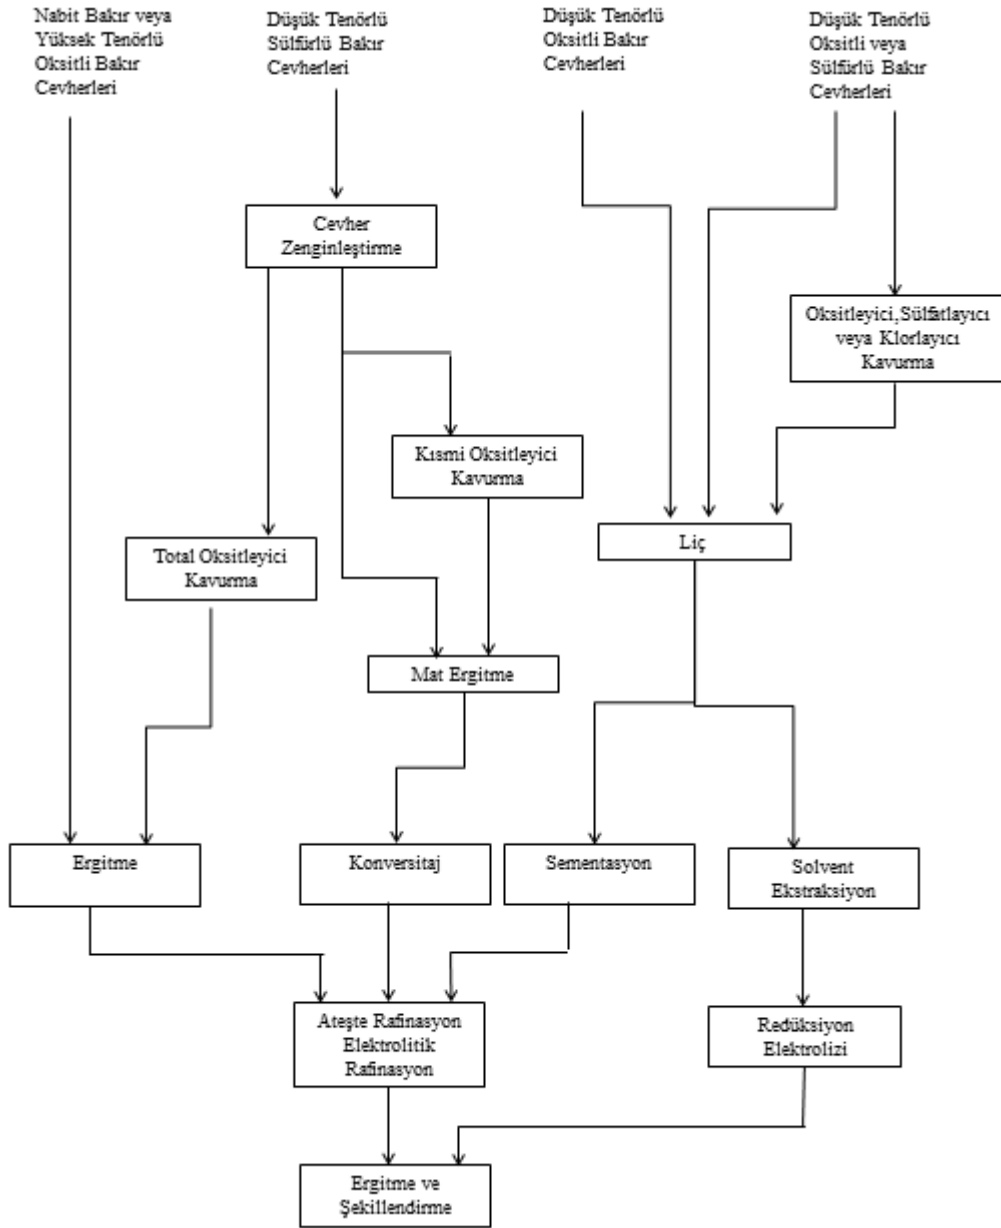 Nabit Bakır veya
Yüksek Tenörlü
Oksitli Bakır
Cevherleri
Düşük Tenörlü
Sülfürlü Bakır
Cevherleri
Düşük Tenörlü
Oksitli Bakır
Cevherleri
Düşük Tenörlü
Oksitli veya
Sülfürlü Bakır
Cevherleri
Cevher
Zenginleştirme
Oksitleyici,Sülfatlayıcı
veya Klorlayıcı
Kavurma
Kısmi Oksitleyici
Kavurma
Liç
Total Oksitleyici
Kavurma
Mat Ergitme
Ergitme
Konversitaj
Sementasyon
Solvent
Ekstraksiyon
Ateşte Rafinasyon
Elektrolitik
Rafinasyon
Redüksiyon
Elektrolizi
Ergitme ve
Şekillendirme